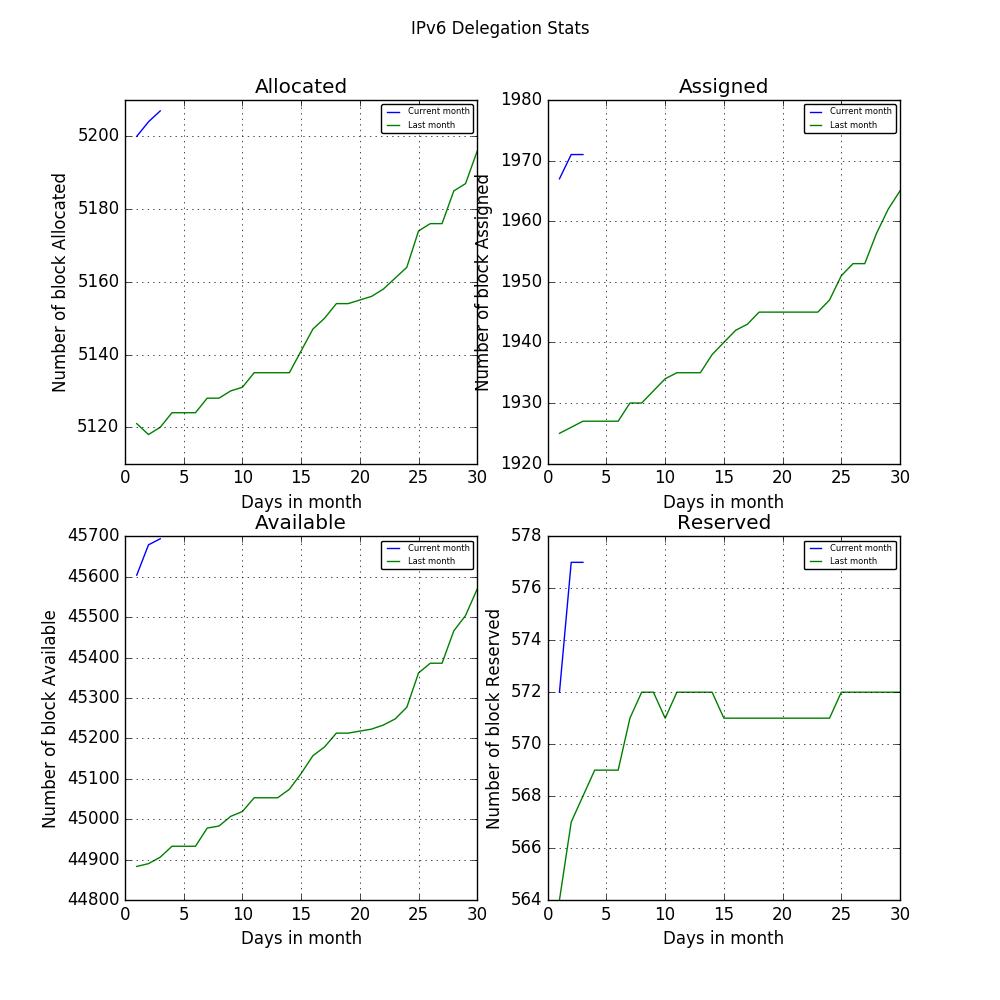 IPv6 Delegation Stats
Allocated
Number of block Allocated
5200
5180
5160
5140
5120
Current month
Last month
0 5 10 15 20 25 30
Days in month
Assigned
Number of block Assigned
1980
1970
1960
1950
1940
1930
1920
Current month
Last month
0 5 10 15 20 25 30
Days in month
Available
Number of block Available
45700
45600
45500
45400
45300
45200
45100
45000
44900
44800
Current month
Last month
0 5 10 15 20 25 30
Days in month
Reserved
Number of block Reserved
578
576
574
572
570
568
566
564
Current month
Last month
0 5 10 15 20 25 30
Days in month